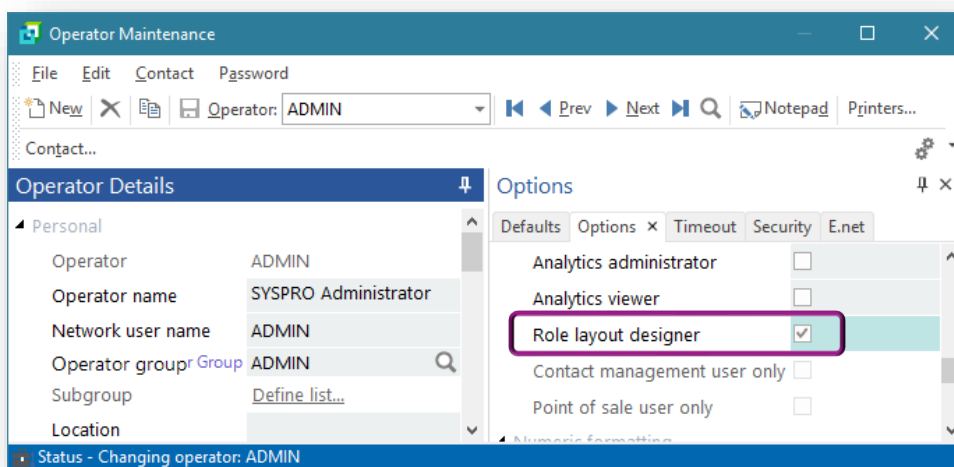 Operator Maintenance
File Edit Contact Password
New Operator: ADMIN Prev Next Notepad Printers...
Contact...
Operator Details
Personal
Operator ADMIN
Operator name SYSPRO Administrator
Network user name ADMIN
Operator groupr Group ADMIN
Subgroup Define list...
Location
Options
Defaults Options × Timeout Security E.net
Analytics administrator
Analytics viewer
Role layout designer
Contact management user only
Point of sale user only
Numeric formatting
Status - Changing operator: ADMIN